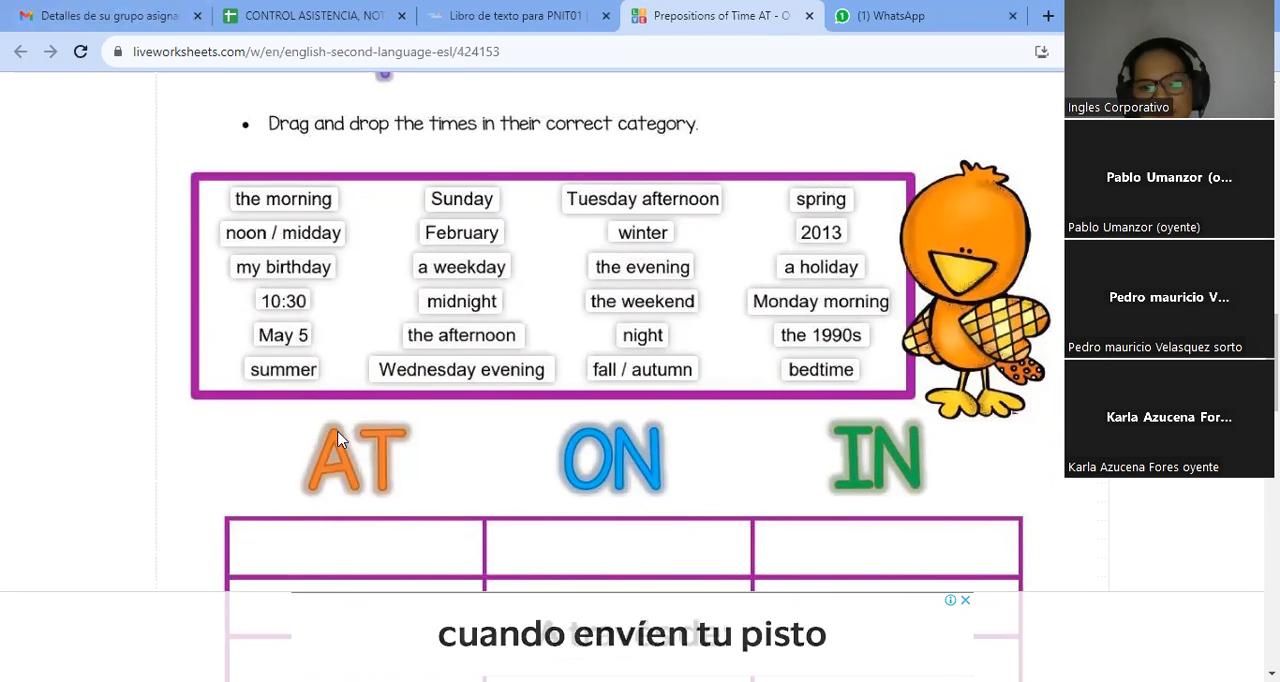 Detalles de su grupo asigna
CONTROL ASISTENCIA, NOT
Libro de texto para PNIT01
Prepositions of Time AT - O
(1) WhatsApp
liveworksheets.com/w/en/english-second-language-esl/424153
Drag and drop the times in their correct category.
the morning Sunday Tuesday afternoon spring
noon / midday February winter 2013
my birthday a weekday the evening a holiday
10:30 midnight the weekend Monday morning
May 5 the afternoon night the 1990s
summer Wednesday evening fall / autumn bedtime
AT ON IN
cuando envíen tu pisto
Ingles Corporativo
Pablo Umanzor (o...
Pablo Umanzor (oyente)
Pedro mauricio V...
Pedro mauricio Velasquez sorto
Karla Azucena For...
Karla Azucena Fores oyente